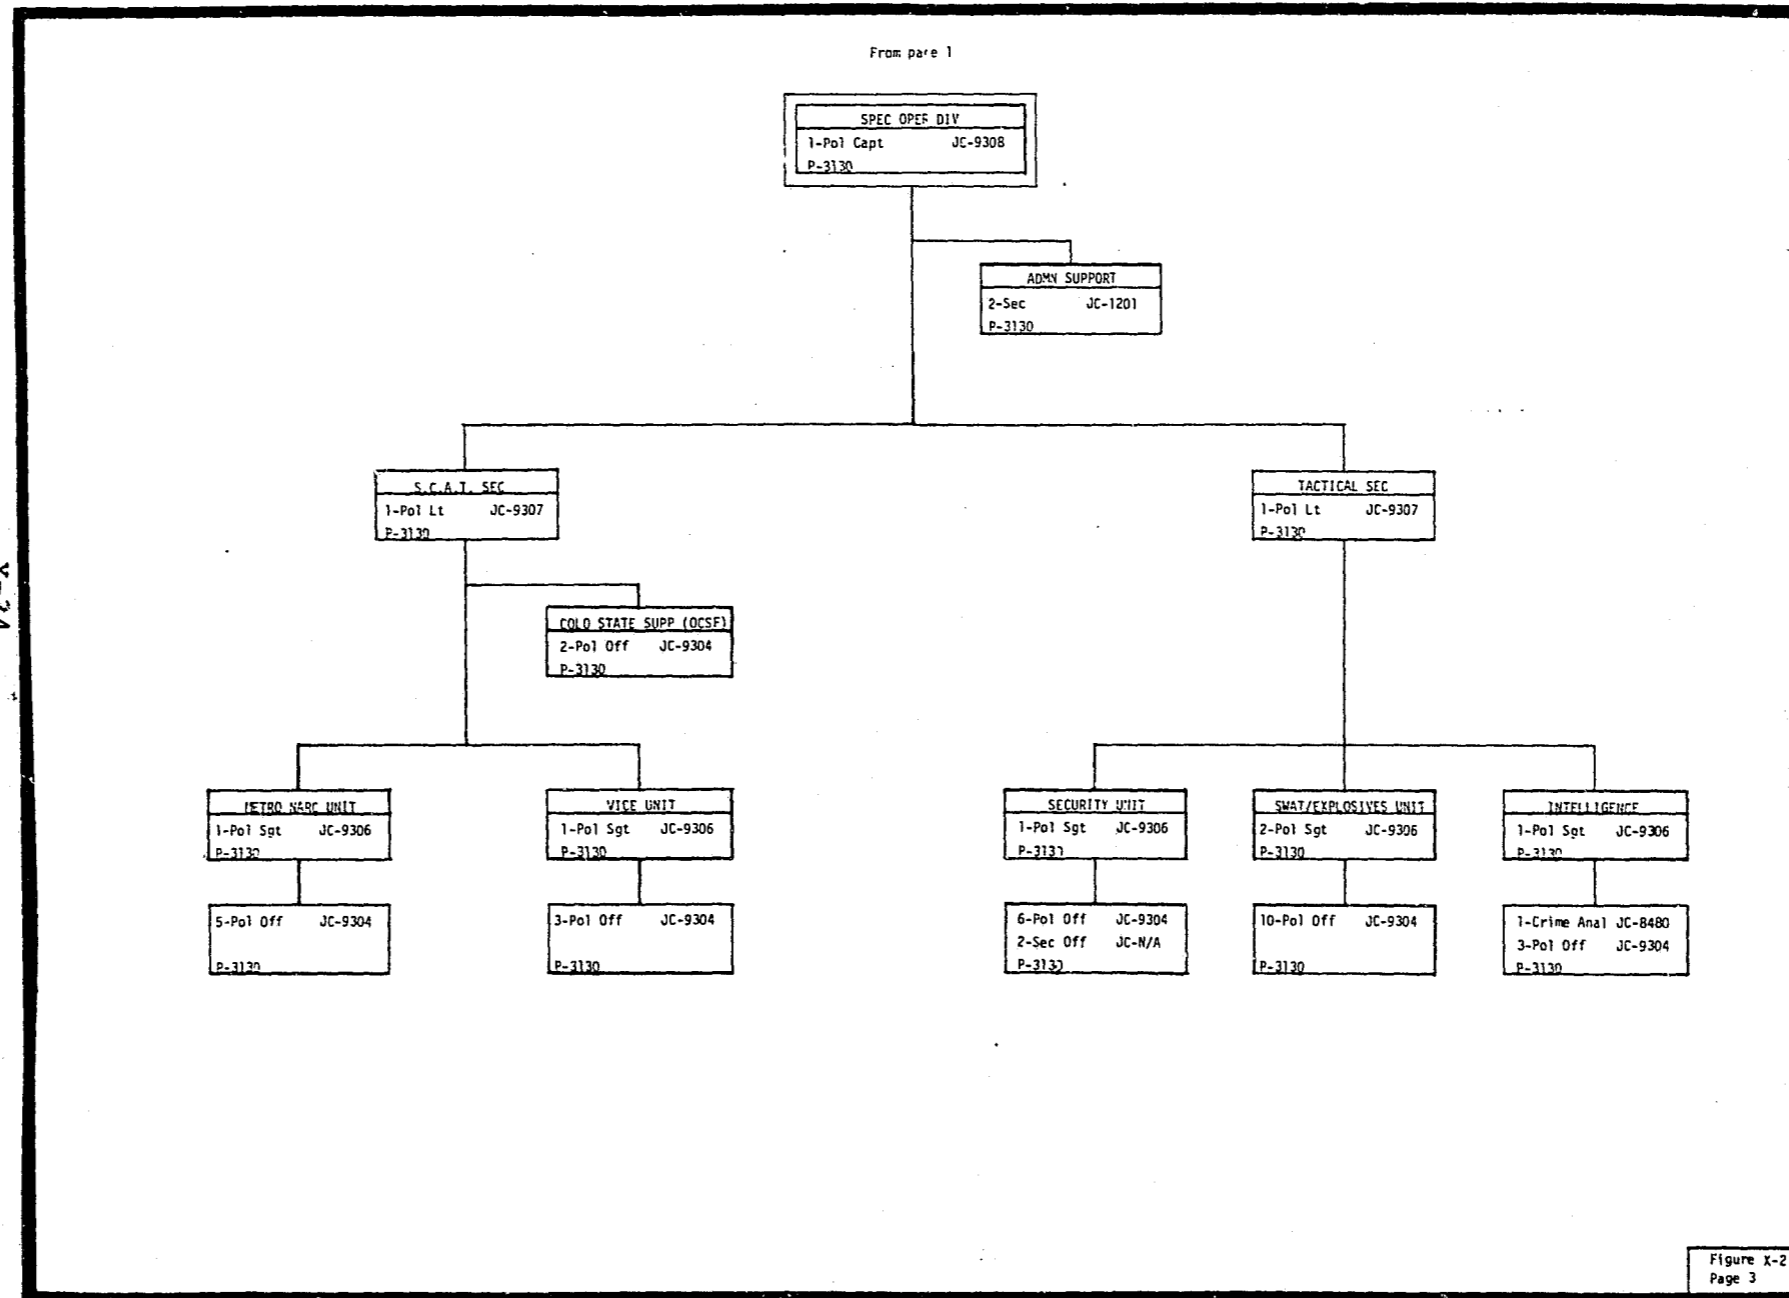 From page 1
SPEC OPER DIV
1-Pol Capt JC-9308
P-3130
ADMN SUPPORT
2-Sec JC-1201
P-3130
S.C.A.T. SEC
1-Pol Lt JC-9307
P-3130
TACTICAL SEC
1-Pol Lt JC-9307
P-3130
COLO STATE SUPP (OCSF)
2-Pol Off JC-9304
P-3130
METRO NARC UNIT
1-Pol Sgt JC-9306
P-3130
5-Pol Off JC-9304
P-3130
VICE UNIT
1-Pol Sgt JC-9306
P-3130
3-Pol Off JC-9304
P-3130
SECURITY UNIT
1-Pol Sgt JC-9306
P-3130
6-Pol Off JC-9304
2-Sec Off JC-N/A
P-3130
SWAT/EXPLOSIVES UNIT
2-Pol Sgt JC-9306
P-3130
10-Pol Off JC-9304
P-3130
INTELLIGENCE
1-Pol Sgt JC-9306
P-3130
1-Crime Anal JC-8480
3-Pol Off JC-9304
P-3130
Figure X-2
Page 3